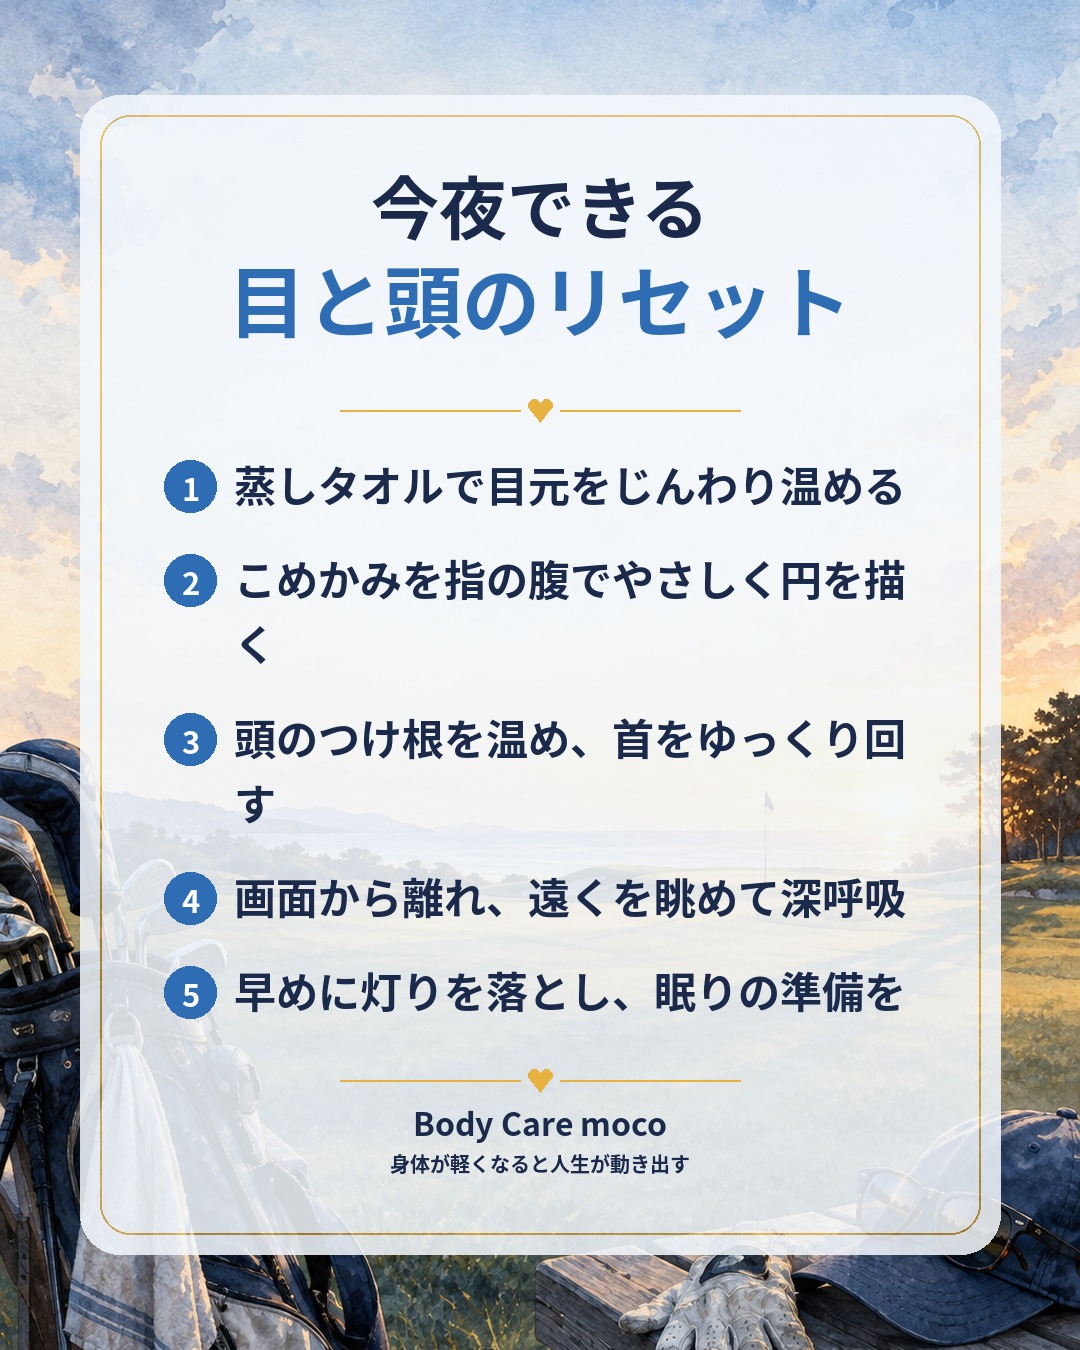 今夜できる
目と頭のリセット
1 蒸しタオルで目元をじんわり温める
2 こめかみを指の腹でやさしく円を描
く
3 頭のつけ根を温め、首をゆっくり回
す
4 画面から離れ、遠くを眺めて深呼吸
5 早めに灯りを落とし、眠りの準備を
Body Care moco
身体が軽くなると人生が動き出す